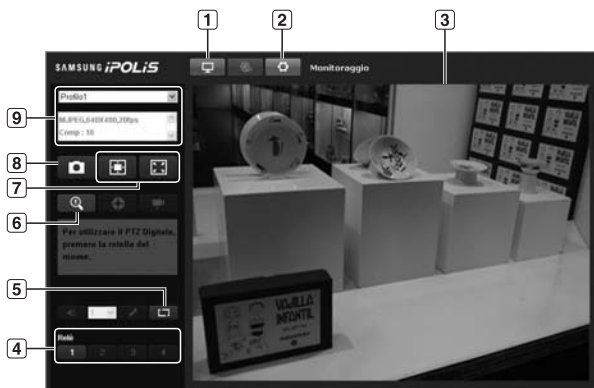 1
2
3
SAMSUNG iPOLiS
Monitoraggio
Profilo1
9
MJPEG,640X480,20fps
Comp : 10
8
7
6
Per utilizzare il PTZ Digitale,
premere la rotella del
mouse.
5
1
Relè
4
1 2 3 4
VAJILLA
INFANTIL